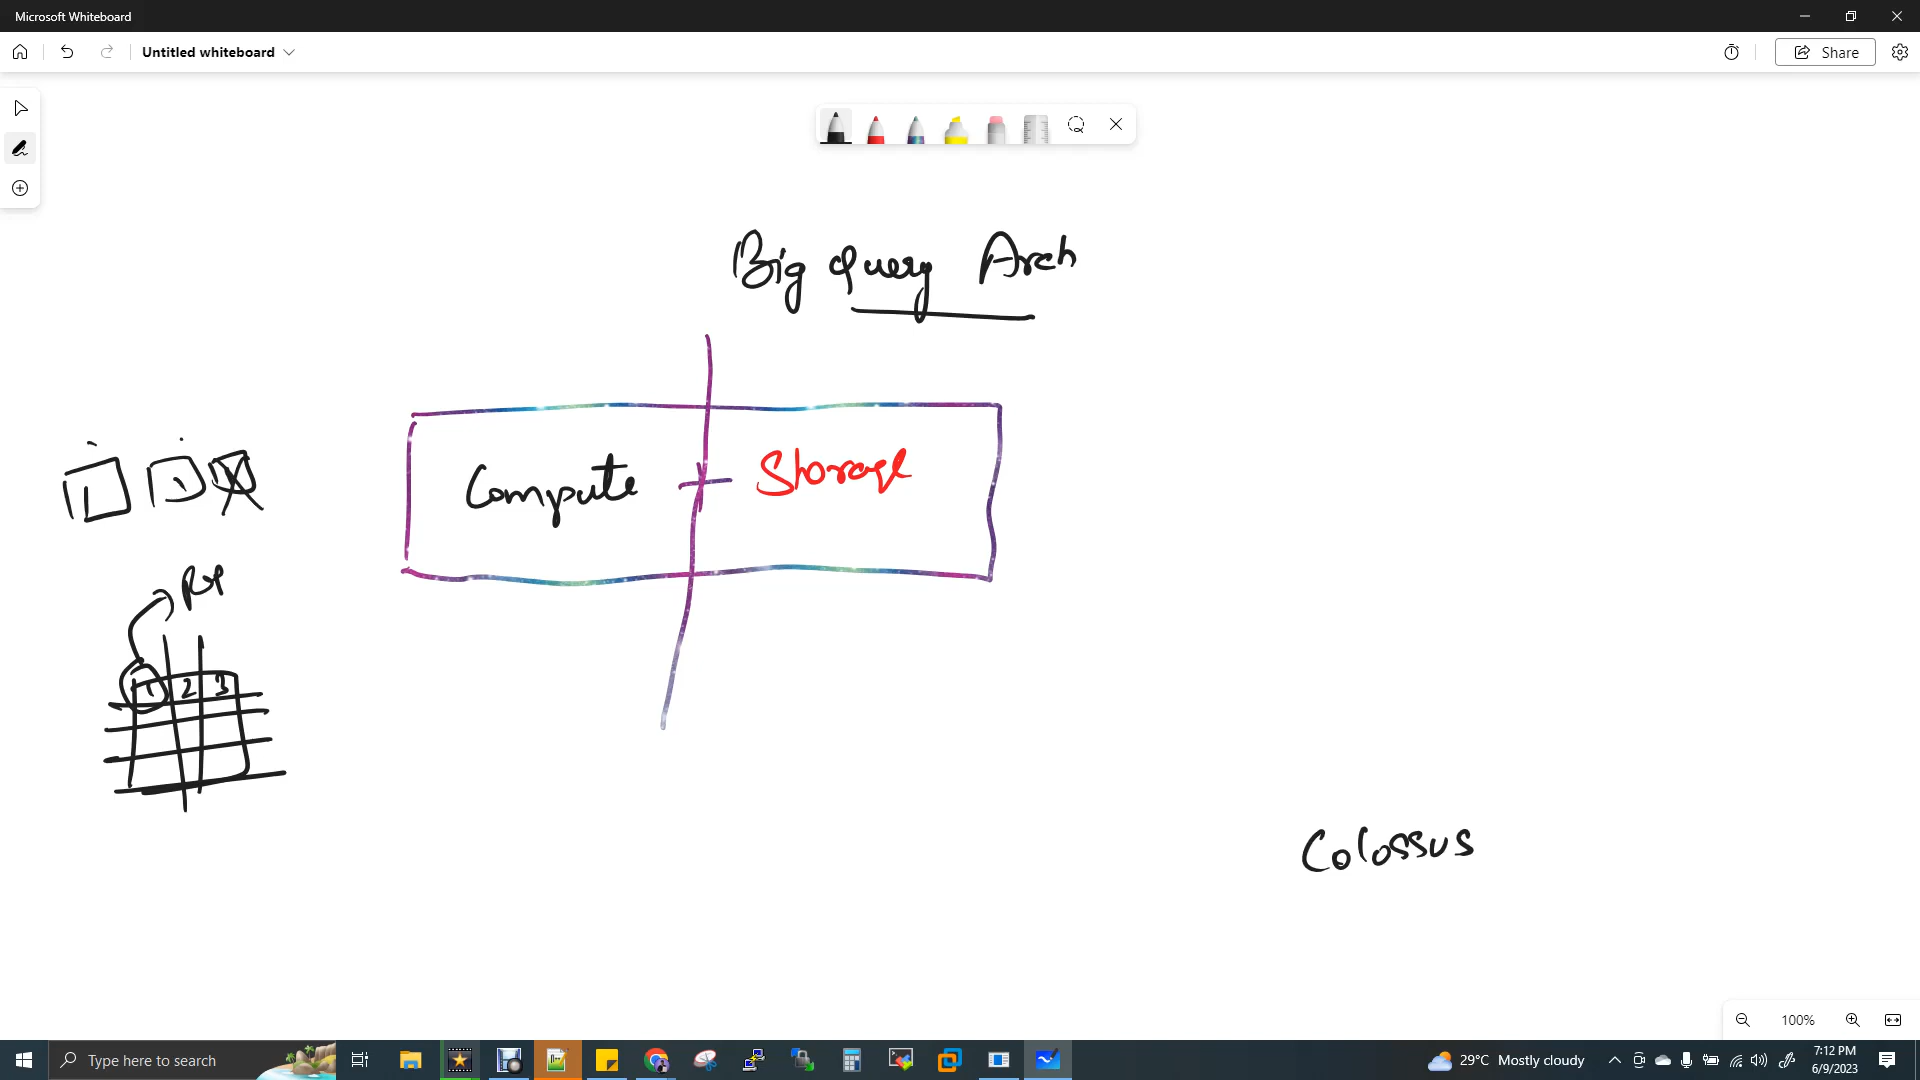 Microsoft Whiteboard
Untitled whiteboard
Share
Big Query Arch
Compute
Storage
1
1 2 3
Colossus
100%
Type here to search
29°C Mostly cloudy
7:12 PM
6/9/2023